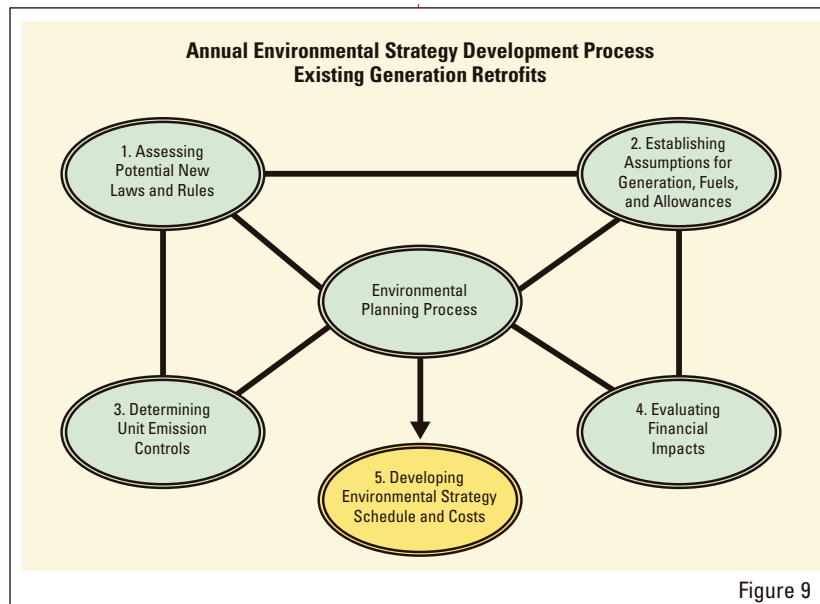 Annual Environmental Strategy Development Process
Existing Generation Retrofits
1. Assessing
Potential New
Laws and Rules
2. Establishing
Assumptions for
Generation, Fuels,
and Allowances
Environmental
Planning Process
3. Determining
Unit Emission
Controls
4. Evaluating
Financial
Impacts
5. Developing
Environmental Strategy
Schedule and Costs
Figure 9